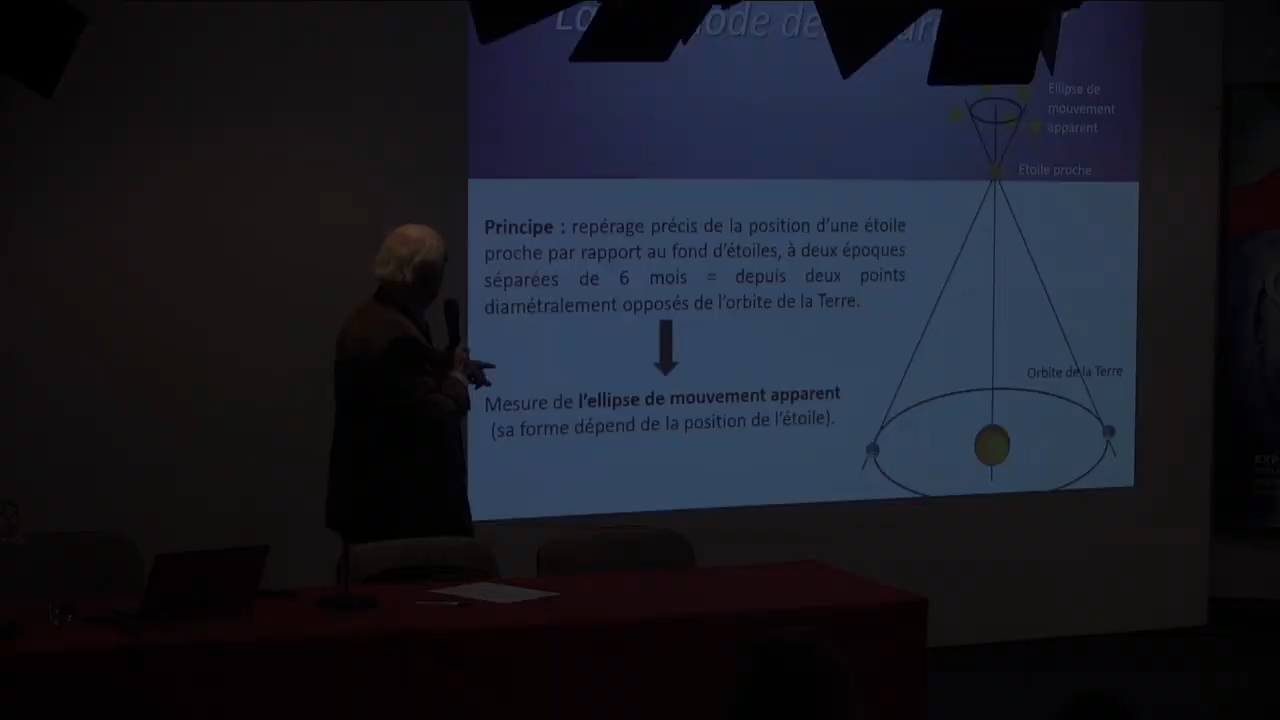 Ellipse de
mouvement
apparent
Etoile proche
Principe : repérage précis de la position d’une étoile
proche par rapport au fond d’étoiles, à deux époques
séparées de 6 mois = depuis deux points
diamétralement opposés de l’orbite de la Terre.
Orbite de la Terre
Mesure de l’ellipse de mouvement apparent
(sa forme dépend de la position de l’étoile).